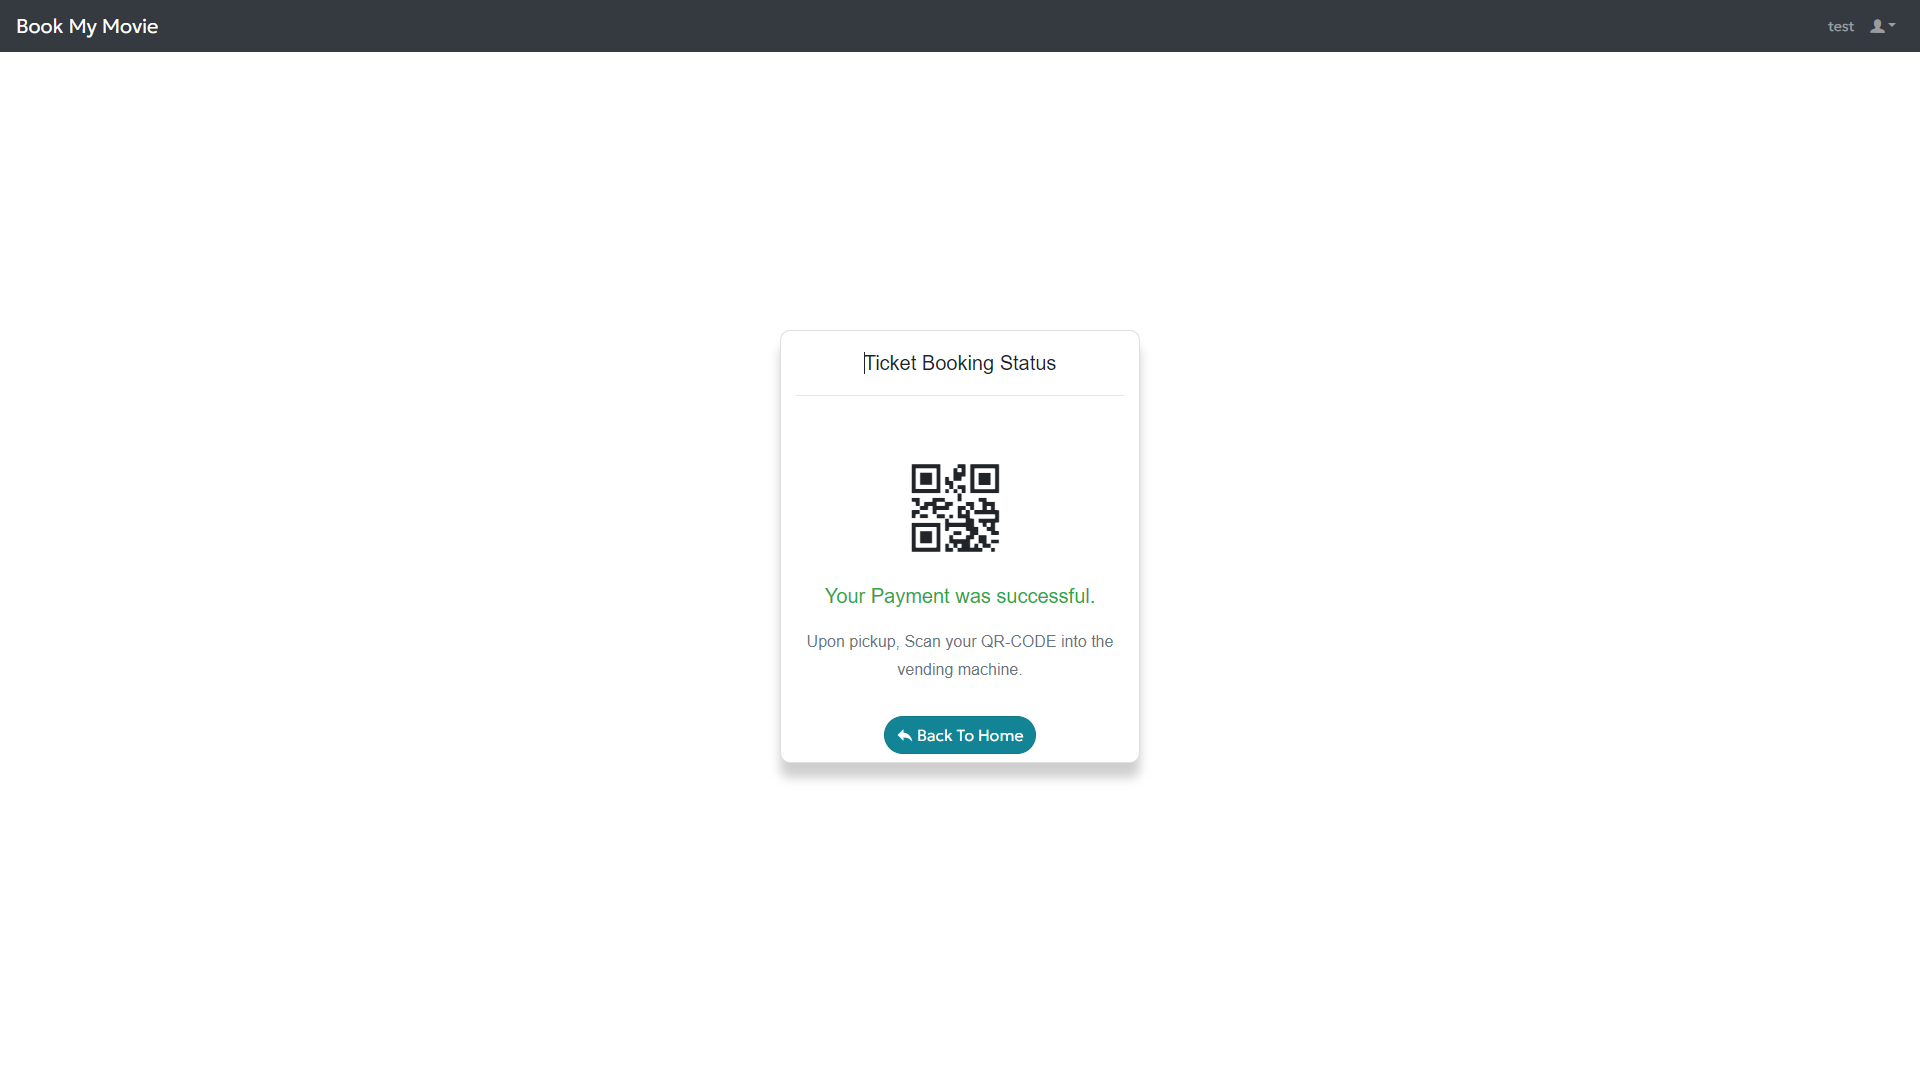 Book My Movie
test
Ticket Booking Status
Your Payment was successful.
Upon pickup, Scan your QR-CODE into the
vending machine.
Back To Home